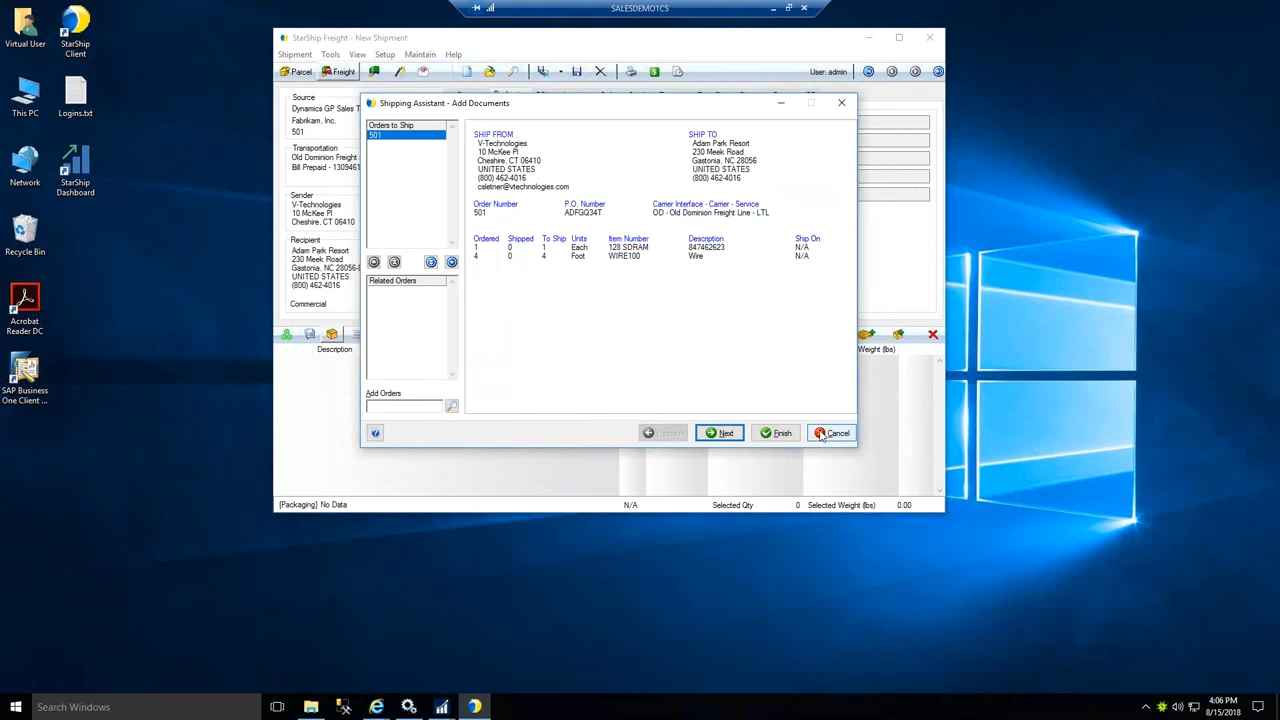 SALESDEMO1CS
Virtual User
StarShip
Client
This PC
Logins.txt
Network
StarShip
Dashboard
Recycle Bin
Acrobat
Reader DC
SAP Business
One Client ...
StarShip Freight - New Shipment
Shipment Tools View Setup Maintain Help
Parcel Freight User: admin
Source
Dynamics GP Sales T
Fabrikam, Inc.
501
Transportation
Old Dominion Freight
Bill Prepaid - 1309461
Sender
V-Technologies
10 McKee Pl
Cheshire, CT 06410
Recipient
Adam Park Resort
230 Meek Road
Gastonia, NC 28056-
UNITED STATES
(800) 462-4016
Commercial
Description
Weight (lbs)
[Packaging] No Data N/A Selected Qty 0 Selected Weight (lbs) 0.00
Shipping Assistant - Add Documents
Orders to Ship
501
Related Orders
Add Orders
SHIP FROM
V-Technologies
10 McKee Pl
Cheshire, CT 06410
UNITED STATES
(800) 462-4016
csletner@vtechnologies.com
SHIP TO
Adam Park Resort
230 Meek Road
Gastonia, NC 28056
UNITED STATES
(800) 462-4016
Order Number P.O. Number Carrier Interface - Carrier - Service
501 ADFGQ34T OD - Old Dominion Freight Line - LTL
Ordered Shipped To Ship Units Item Number Description Ship On
1 0 1 Each 128 SDRAM 847462623 N/A
4 0 4 Foot WIRE100 Wire N/A
Previous Next Finish Cancel
Search Windows
4:06 PM
8/15/2018